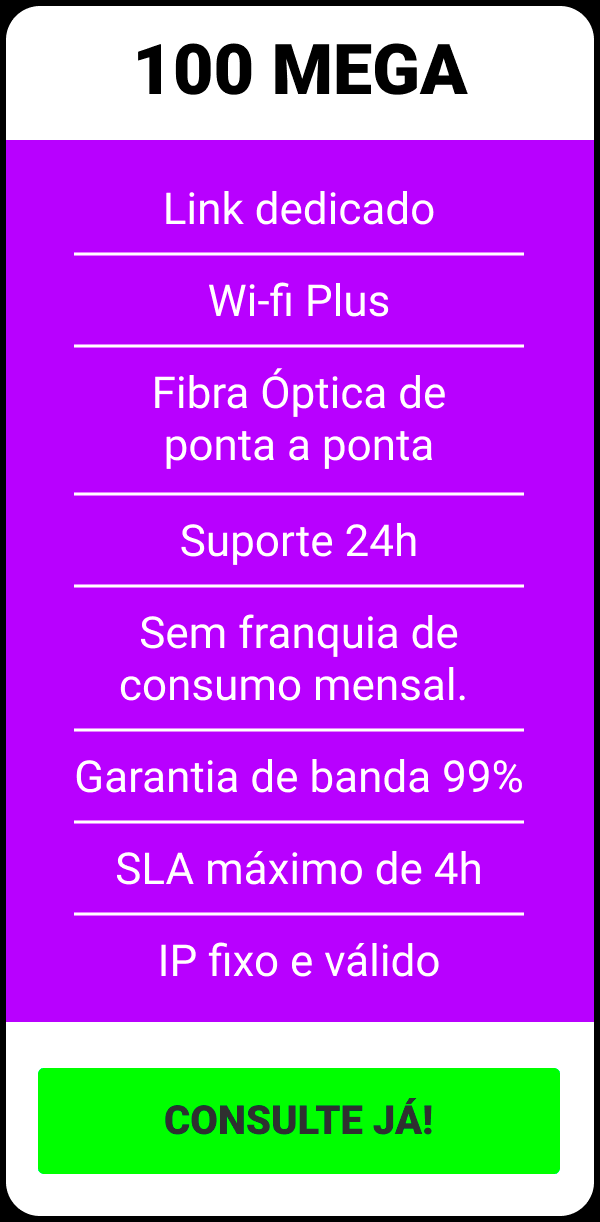 100 MEGA
Link dedicado
Wi-fi Plus
Fibra Óptica de
ponta a ponta
Suporte 24h
Sem franquia de
consumo mensal.
Garantia de banda 99%
SLA máximo de 4h
IP fixo e válido
CONSULTE JÁ!